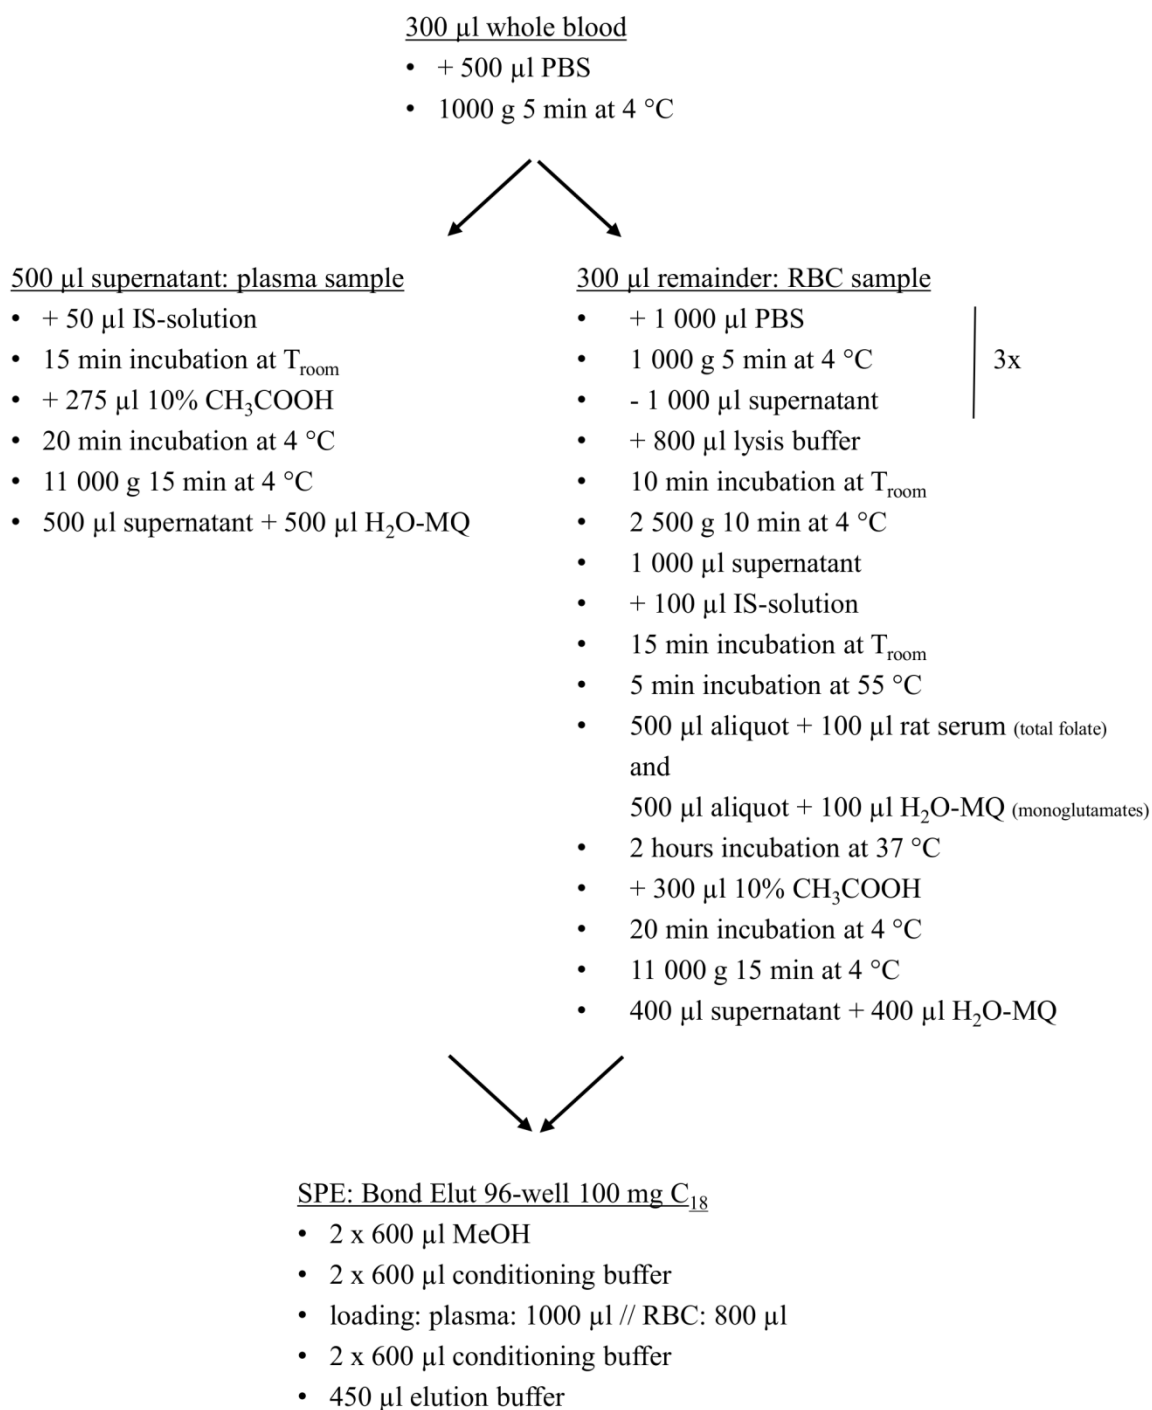 300 µl whole blood
• + 500 µl PBS
• 1000 g 5 min at 4 °C
500 µl supernatant: plasma sample
• + 50 µl IS-solution
• 15 min incubation at Troom
• + 275 µl 10% CH3COOH
• 20 min incubation at 4 °C
• 11 000 g 15 min at 4 °C
• 500 µl supernatant + 500 µl H2O-MQ
300 µl remainder: RBC sample
• + 1 000 µl PBS
• 1 000 g 5 min at 4 °C
3x
• - 1 000 µl supernatant
• + 800 µl lysis buffer
• 10 min incubation at Troom
• 2 500 g 10 min at 4 °C
• 1 000 µl supernatant
• + 100 µl IS-solution
• 15 min incubation at Troom
• 5 min incubation at 55 °C
• 500 µl aliquot + 100 µl rat serum (total folate)
and
500 µl aliquot + 100 µl H2O-MQ (monoglutamates)
• 2 hours incubation at 37 °C
• + 300 µl 10% CH3COOH
• 20 min incubation at 4 °C
• 11 000 g 15 min at 4 °C
• 400 µl supernatant + 400 µl H2O-MQ
SPE: Bond Elut 96-well 100 mg C18
• 2 x 600 µl MeOH
• 2 x 600 µl conditioning buffer
• loading: plasma: 1000 µl // RBC: 800 µl
• 2 x 600 µl conditioning buffer
• 450 µl elution buffer